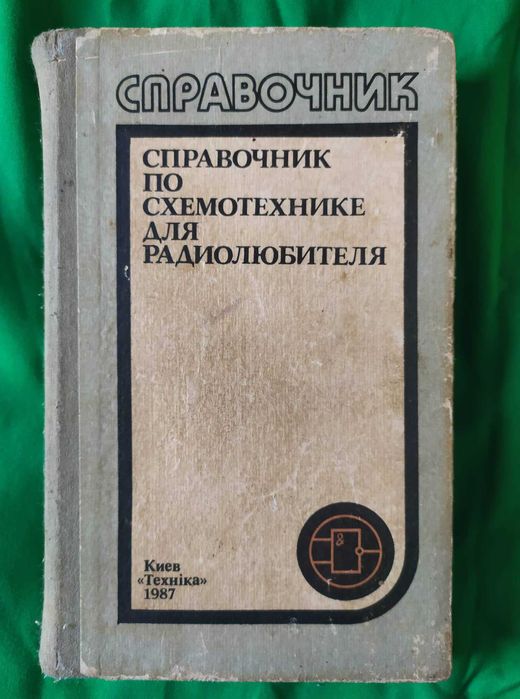 СПРАВОЧНИК
СПРАВОЧНИК
ПО
СХЕМОТЕХНИКЕ
ДЛЯ
РАДИОЛЮБИТЕЛЯ
&
Киев
«Техніка»
1987